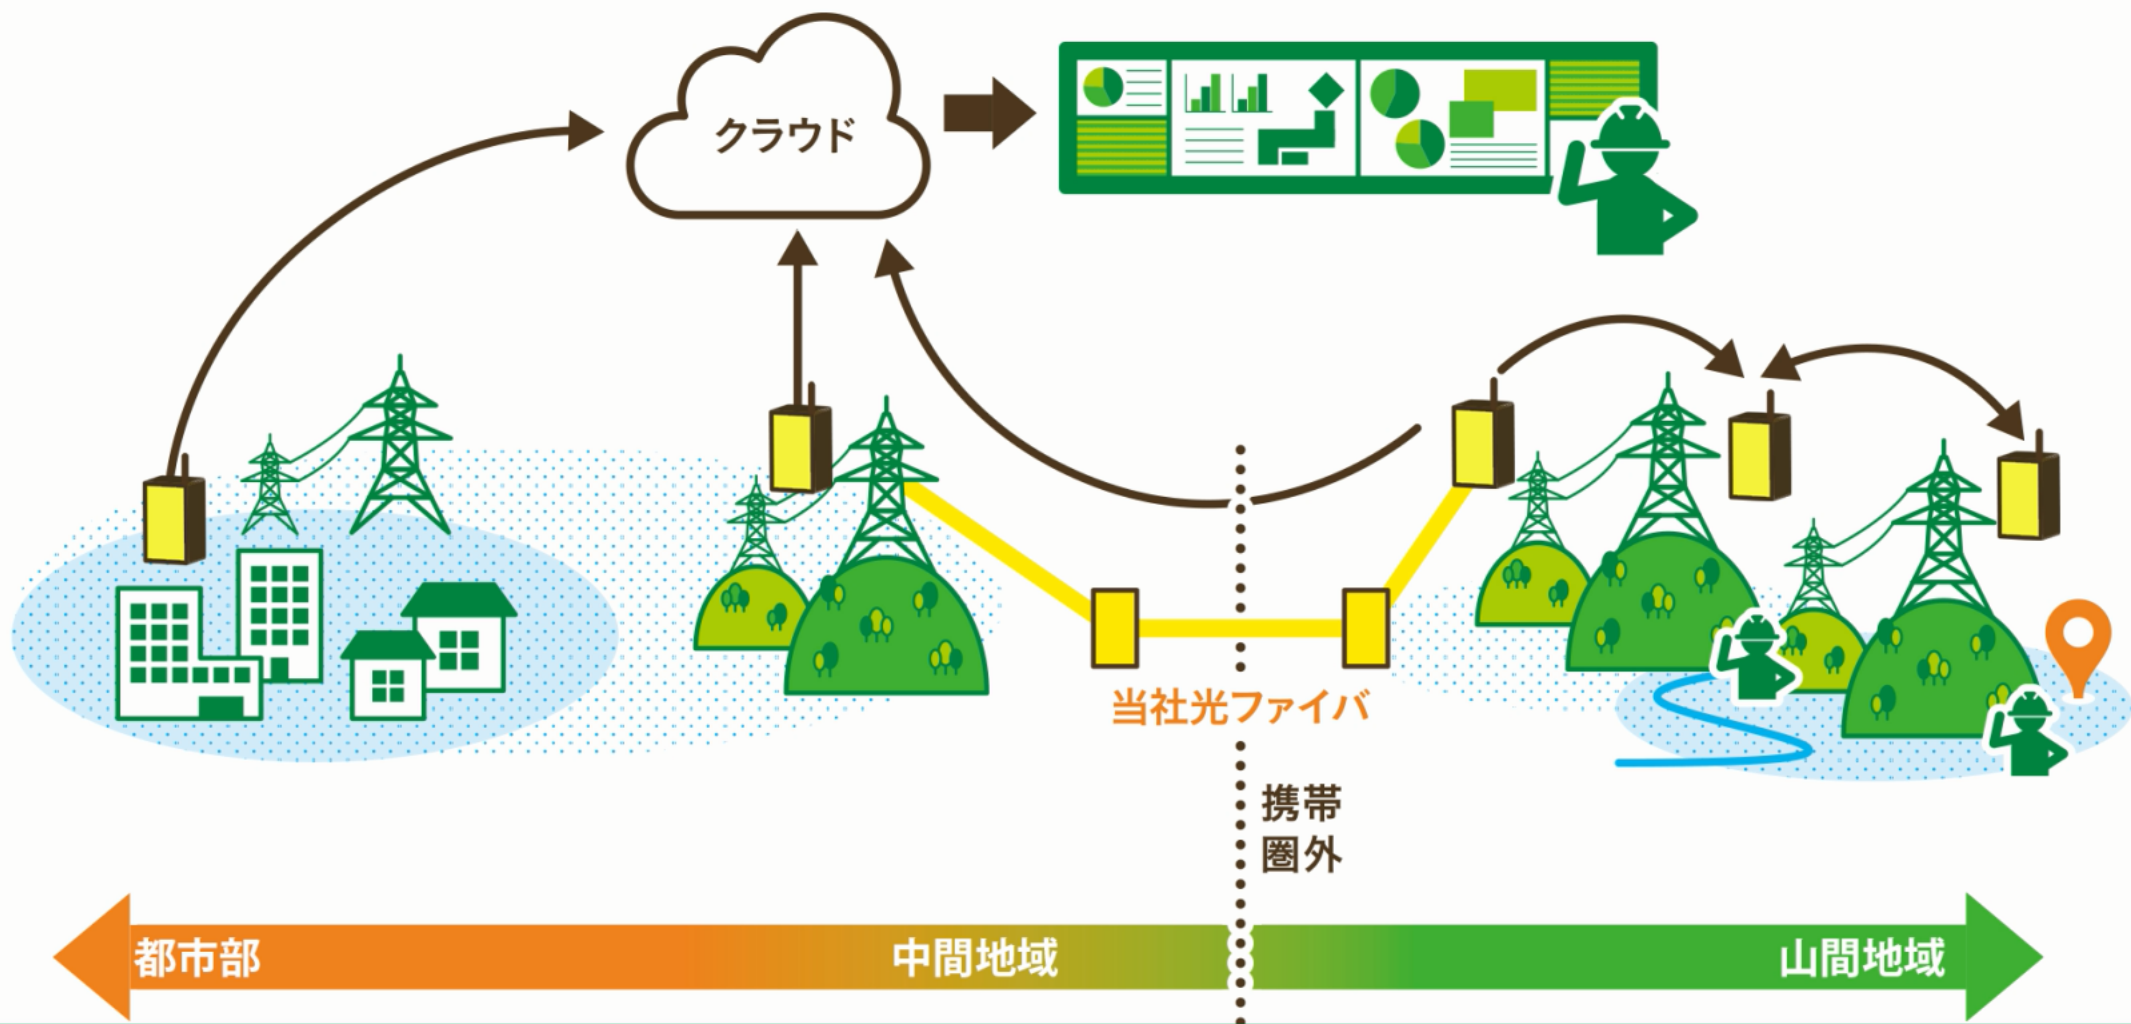 クラウド
当社光ファイバ
携帯
圏外
都市部
中間地域
山間地域